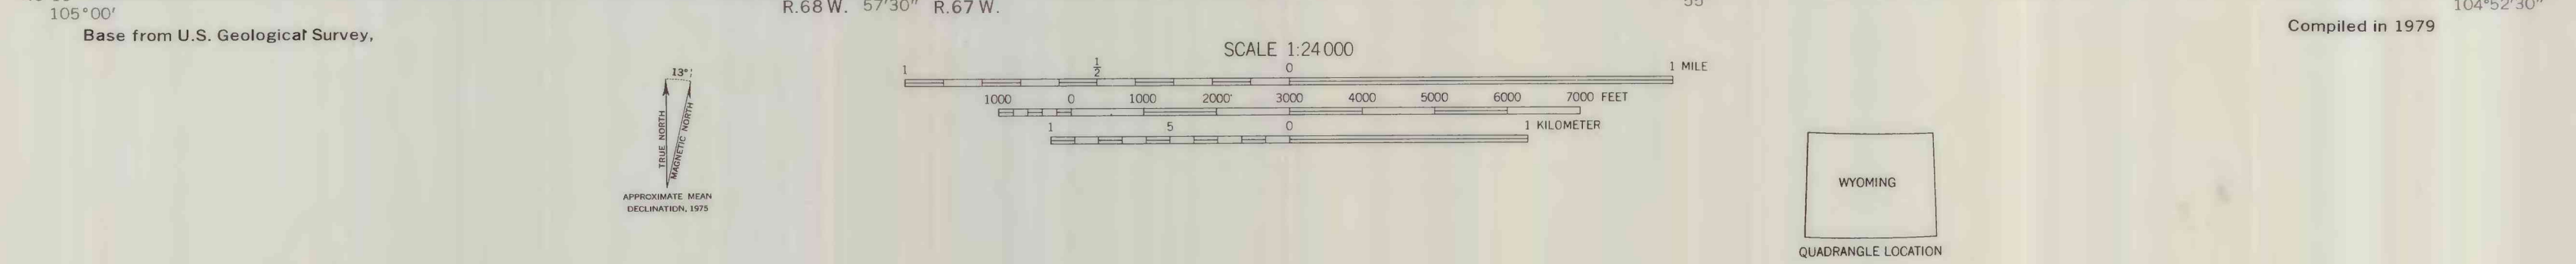 105°00′
R.68 W. 57′30″ R.67 W.
55
104°52′30″
Base from U.S. Geological Survey,
Compiled in 1979
SCALE 1:24 000
1 1/2 0 1 MILE
1000 0 1000 2000 3000 4000 5000 6000 7000 FEET
1 5 0 1 KILOMETER
13°
TRUE NORTH
MAGNETIC NORTH
APPROXIMATE MEAN
DECLINATION, 1975
WYOMING
QUADRANGLE LOCATION